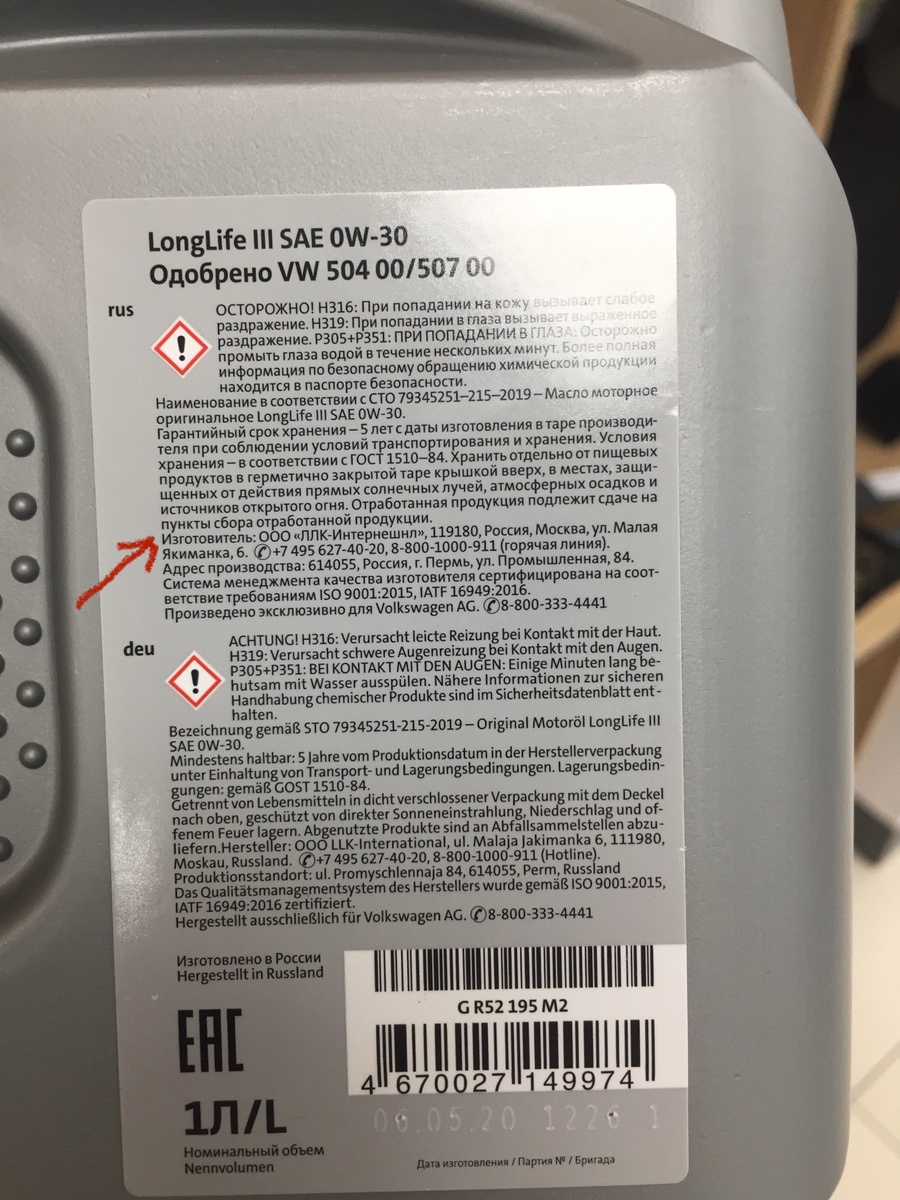 LongLife III SAE 0W-30
Одобрено VW 504 00/507 00
rus
ОСТОРОЖНО! H316: При попадании на кожу вызывает слабое
раздражение. H319: При попадании в глаза вызывает выраженное
раздражение. P305+P351: ПРИ ПОПАДАНИИ В ГЛАЗА: Осторожно
промыть глаза водой в течение нескольких минут. Более полная
информация по безопасному обращению химической продукции
находится в паспорте безопасности.
Наименование в соответствии с СТО 79345251–215–2019 – Масло моторное
оригинальное LongLife III SAE 0W-30.
Гарантийный срок хранения – 5 лет с даты изготовления в таре производи-
теля при соблюдении условий транспортирования и хранения. Условия
хранения – в соответствии с ГОСТ 1510–84. Хранить отдельно от пищевых
продуктов в герметично закрытой таре крышкой вверх, в местах, защи-
щенных от действия прямых солнечных лучей, атмосферных осадков и
источников открытого огня. Отработанная продукция подлежит сдаче на
пункты сбора отработанной продукции.
Изготовитель: ООО «ЛЛК-Интернешнл», 119180, Россия, Москва, ул. Малая
Якиманка, 6. ✆+7 495 627-40-20, 8-800-1000-911 (горячая линия).
Адрес производства: 614055, Россия, г. Пермь, ул. Промышленная, 84.
Система менеджмента качества изготовителя сертифицирована на соот-
ветствие требованиям ISO 9001:2015, IATF 16949:2016.
Произведено эксклюзивно для Volkswagen AG. ✆8-800-333-4441
deu
ACHTUNG! H316: Verursacht leicte Reizung bei Kontakt mit der Haut.
H319: Verursacht schwere Augenreizung bei Kontakt mit den Augen.
P305+P351: BEI KONTAKT MIT DEN AUGEN: Einige Minuten lang be-
hutsam mit Wasser ausspülen. Nähere Informationen zur sicheren
Handhabung chemischer Produkte sind im Sicherheitsdatenblatt ent-
halten.
Bezeichnung gemäß STO 79345251-215-2019 – Original Motoröl LongLife III
SAE 0W-30.
Mindestens haltbar: 5 Jahre vom Produktionsdatum in der Herstellerverpackung
unter Einhaltung von Transport- und Lagerungsbedingungen. Lagerungsbedin-
gungen: gemäß GOST 1510-84.
Getrennt von Lebensmitteln in dicht verschlossener Verpackung mit dem Deckel
nach oben, geschützt von direkter Sonneneinstrahlung, Niederschlag und of-
fenem Feuer lagern. Abgenutzte Produkte sind an Abfallsammelstellen abzu-
liefern.Hersteller: OOO LLK-International, ul. Malaja Jakimanka 6, 111980,
Moskau, Russland. ✆+7 495 627-40-20, 8-800-1000-911 (Hotline).
Produktionsstandort: ul. Promyschlennaja 84, 614055, Perm, Russland
Das Qualitätsmanagementsystem des Herstellers wurde gemäß ISO 9001:2015,
IATF 16949:2016 zertifiziert.
Hergestellt ausschließlich für Volkswagen AG. ✆8-800-333-4441
Изготовлено в России
Hergestellt in Russland
EAC
G R52 195 M2
4 670027 149974
1Л/L
06.05.20 1226 1
Номинальный объем
Nennvolumen
Дата изготовления / Партия № / Бригада